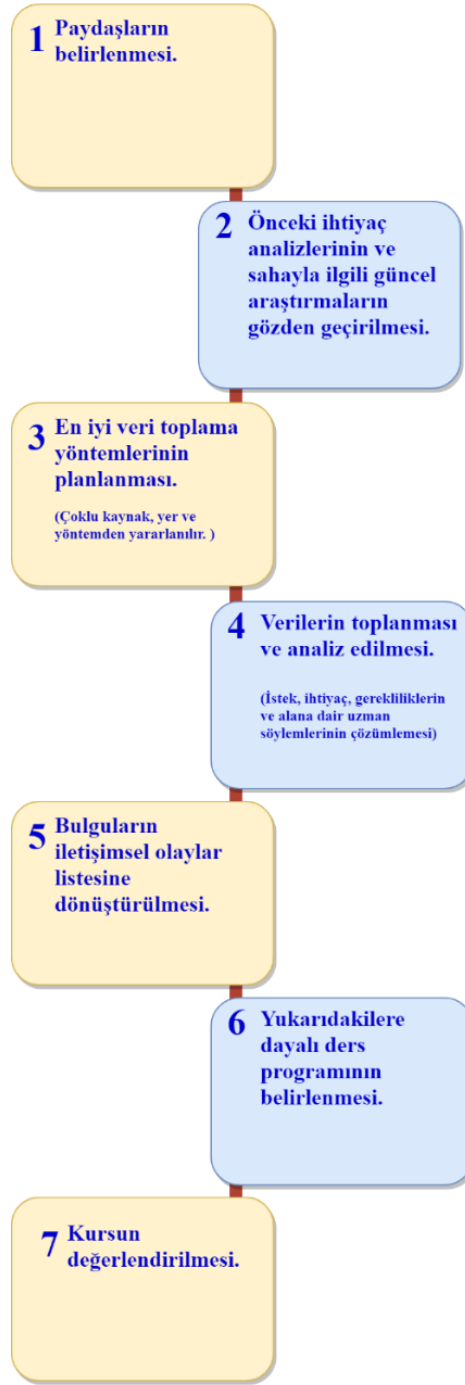 1 Paydaşların
belirlenmesi.
2 Önceki ihtiyaç
analizlerinin ve
sahayla ilgili güncel
araştırmaların
gözden geçirilmesi.
3 En iyi veri toplama
yöntemlerinin
planlanması.
(Çoklu kaynak, yer ve
yöntemden yararlanılır. )
4 Verilerin toplanması
ve analiz edilmesi.
(İstek, ihtiyaç, gerekliliklerin
ve alana dair uzman
söylemlerinin çözümlemesi)
5 Bulguların
iletişimsel olaylar
listesine
dönüştürülmesi.
6 Yukarıdakilere
dayalı ders
programının
belirlenmesi.
7 Kursun
değerlendirilmesi.